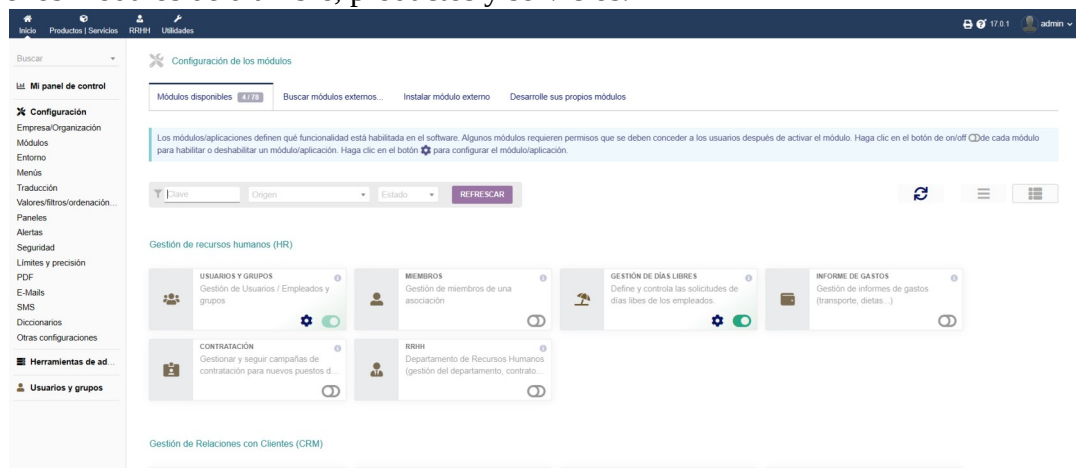 Inicio Productos | Servicios RRHH Utilidades 17.0.1 admin
Buscar
Configuración de los módulos
Mi panel de control
Módulos disponibles 4 / 78 Buscar módulos externos... Instalar módulo externo Desarrolle sus propios módulos
Configuración
Empresa/Organización
Módulos
Entorno
Menús
Traducción
Valores/filtros/ordenación...
Paneles
Alertas
Seguridad
Límites y precisión
PDF
E-Mails
SMS
Diccionarios
Otras configuraciones
Herramientas de ad...
Usuarios y grupos
Los módulos/aplicaciones definen qué funcionalidad está habilitada en el software. Algunos módulos requieren permisos que se deben conceder a los usuarios después de activar el módulo. Haga clic en el botón de on/off de cada módulo
para habilitar o deshabilitar un módulo/aplicación. Haga clic en el botón para configurar el módulo/aplicación.
Clave Origen Estado REFRESCAR
Gestión de recursos humanos (HR)
USUARIOS Y GRUPOS
Gestión de Usuarios / Empleados y
grupos
MIEMBROS
Gestión de miembros de una
asociación
GESTIÓN DE DÍAS LIBRES
Define y controla las solicitudes de
días libes de los empleados.
INFORME DE GASTOS
Gestión de informes de gastos
(transporte, dietas...)
CONTRATACIÓN
Gestionar y seguir campañas de
contratación para nuevos puestos d...
RRHH
Departamento de Recursos Humanos
(gestión del departamento, contrato...
Gestión de Relaciones con Clientes (CRM)